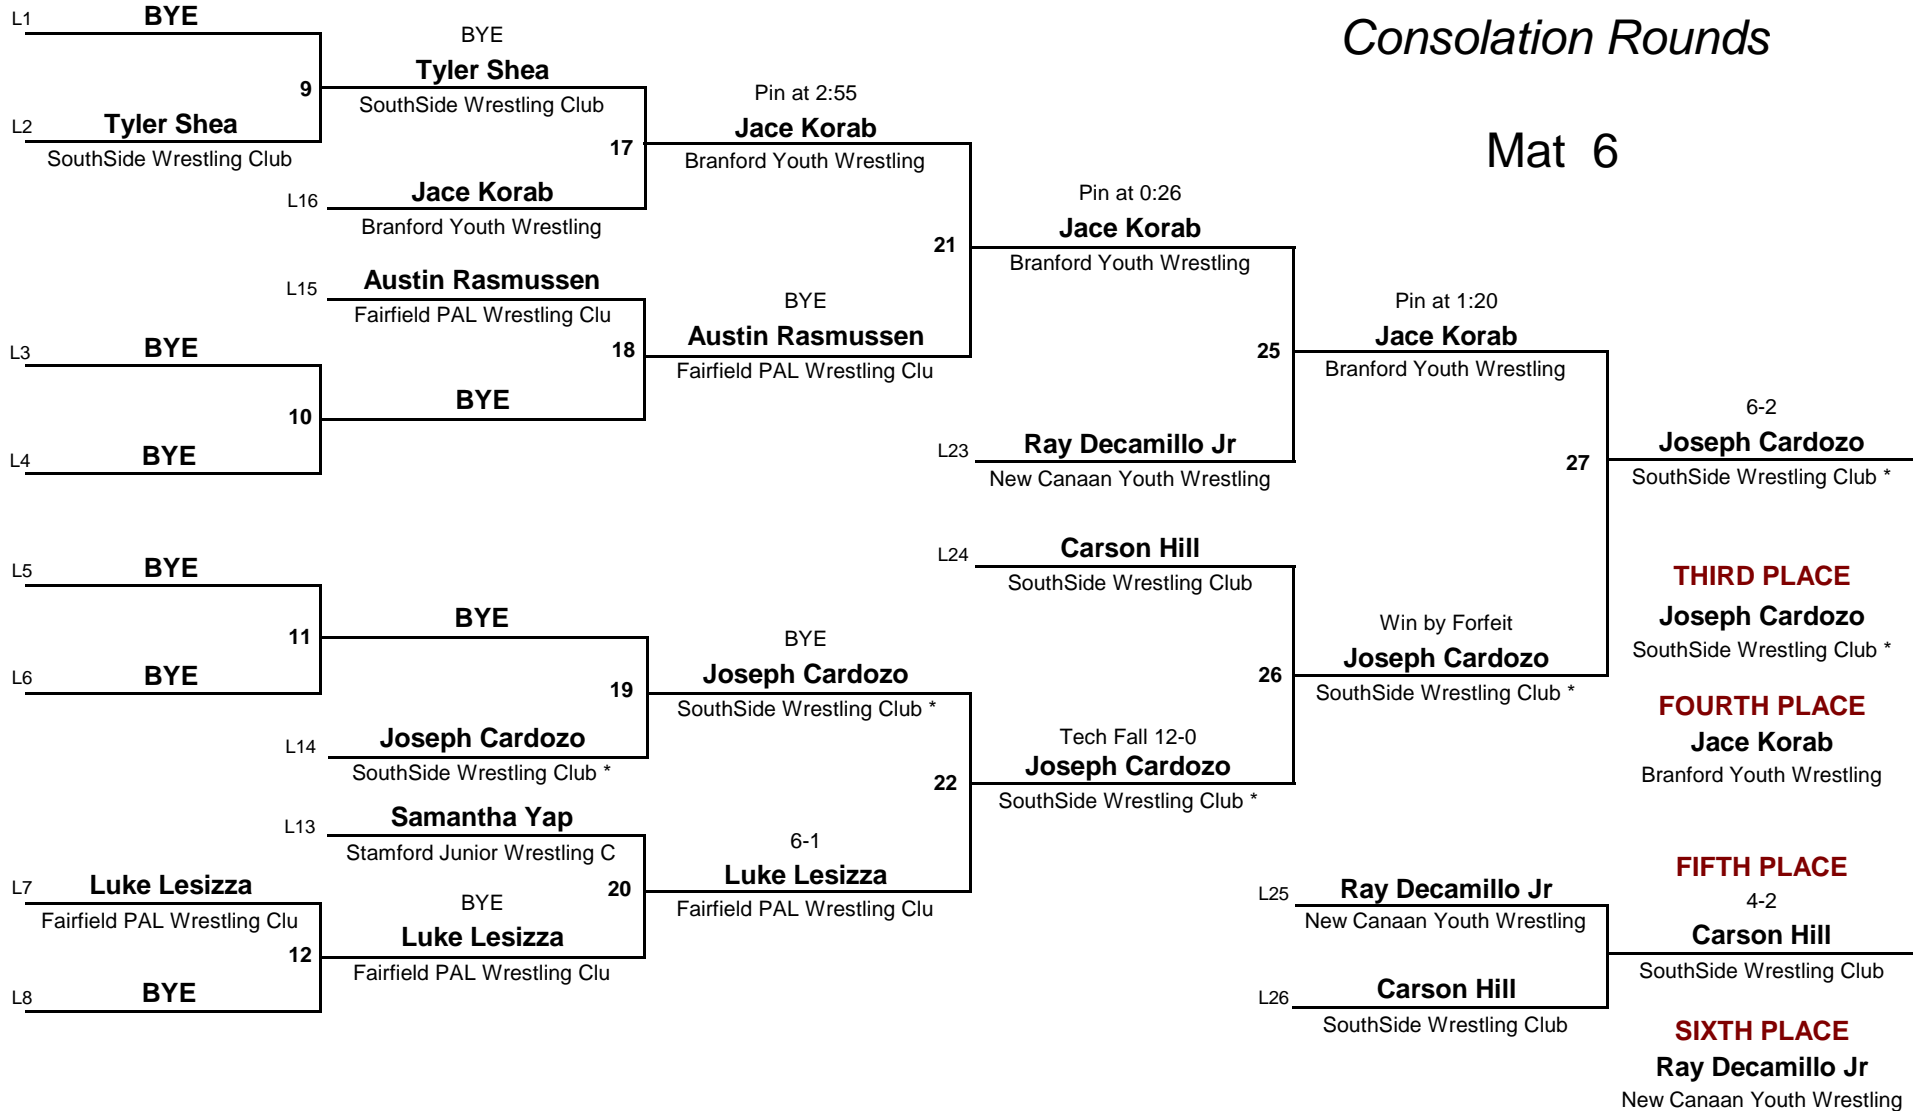 Consolation Rounds
Mat 6
L1 BYE
9
L2 Tyler Shea
SouthSide Wrestling Club
BYE
Tyler Shea
SouthSide Wrestling Club
17
L16 Jace Korab
Branford Youth Wrestling
Pin at 2:55
Jace Korab
Branford Youth Wrestling
L15 Austin Rasmussen
Fairfield PAL Wrestling Clu
18
L3 BYE
10
L4 BYE
BYE
BYE
Austin Rasmussen
Fairfield PAL Wrestling Clu
21
Pin at 0:26
Jace Korab
Branford Youth Wrestling
25
L23 Ray Decamillo Jr
New Canaan Youth Wrestling
Pin at 1:20
Jace Korab
Branford Youth Wrestling
27
L5 BYE
11
L6 BYE
BYE
19
L14 Joseph Cardozo
SouthSide Wrestling Club *
BYE
Joseph Cardozo
SouthSide Wrestling Club *
22
L13 Samantha Yap
Stamford Junior Wrestling C
20
L7 Luke Lesizza
Fairfield PAL Wrestling Clu
12
L8 BYE
BYE
Luke Lesizza
Fairfield PAL Wrestling Clu
6-1
Luke Lesizza
Fairfield PAL Wrestling Clu
L24 Carson Hill
SouthSide Wrestling Club
26
Tech Fall 12-0
Joseph Cardozo
SouthSide Wrestling Club *
Win by Forfeit
Joseph Cardozo
SouthSide Wrestling Club *
6-2
Joseph Cardozo
SouthSide Wrestling Club *
THIRD PLACE
Joseph Cardozo
SouthSide Wrestling Club *
FOURTH PLACE
Jace Korab
Branford Youth Wrestling
L25 Ray Decamillo Jr
New Canaan Youth Wrestling
L26 Carson Hill
SouthSide Wrestling Club
FIFTH PLACE
4-2
Carson Hill
SouthSide Wrestling Club
SIXTH PLACE
Ray Decamillo Jr
New Canaan Youth Wrestling